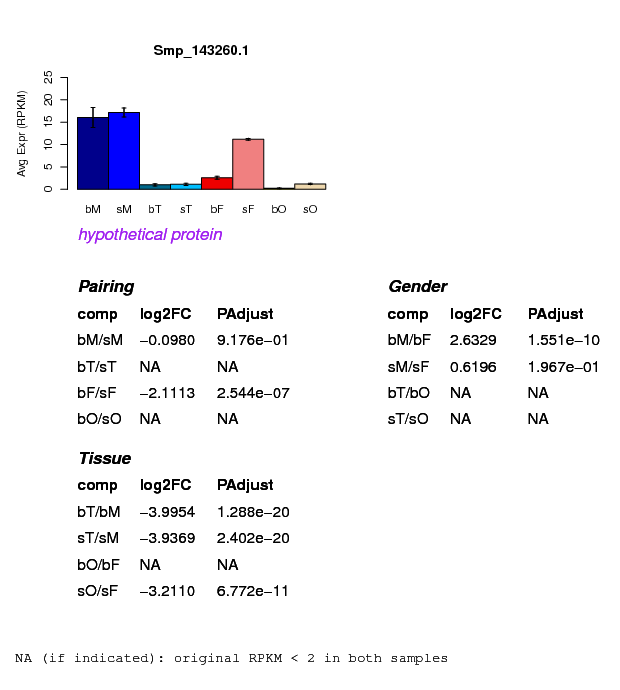 Smp_143260.1
Avg Expr (RPKM)
25
20
15
10
5
0
bM sM bT sT bF sF bO sO
hypothetical protein
Pairing
comp log2FC PAdjust
bM/sM −0.0980 9.176e−01
bT/sT NA NA
bF/sF −2.1113 2.544e−07
bO/sO NA NA
Gender
comp log2FC PAdjust
bM/bF 2.6329 1.551e−10
sM/sF 0.6196 1.967e−01
bT/bO NA NA
sT/sO NA NA
Tissue
comp log2FC PAdjust
bT/bM −3.9954 1.288e−20
sT/sM −3.9369 2.402e−20
bO/bF NA NA
sO/sF −3.2110 6.772e−11
NA (if indicated): original RPKM < 2 in both samples